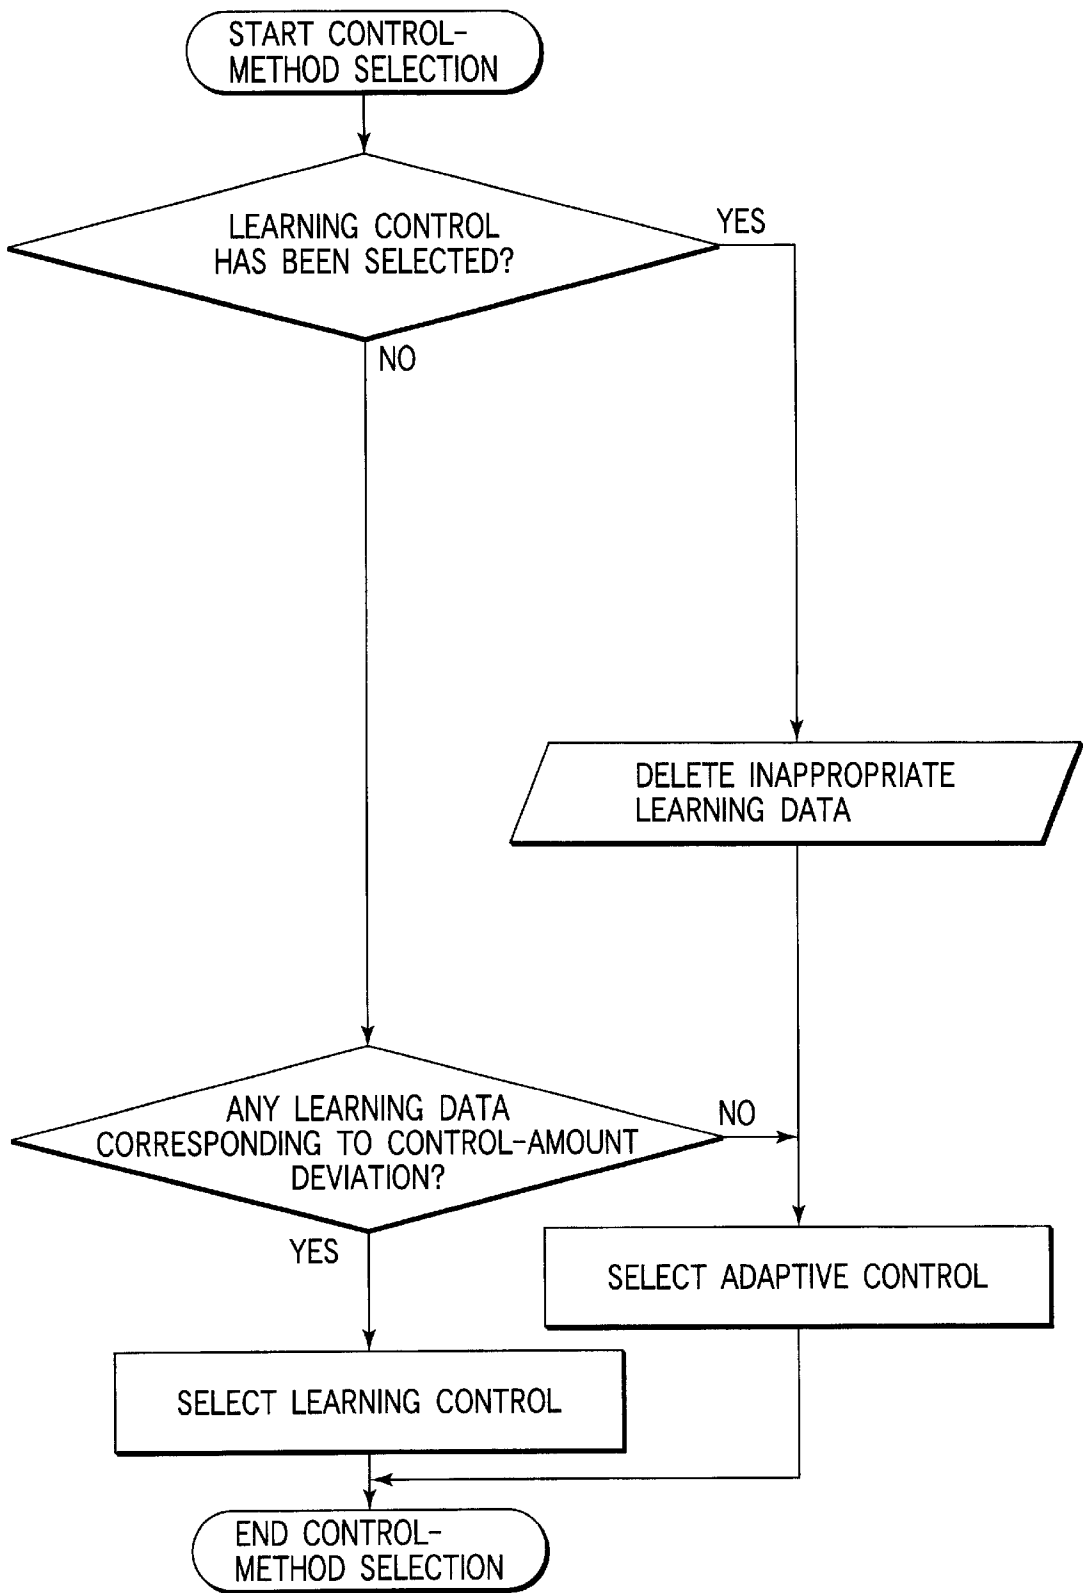 START CONTROL-
METHOD SELECTION
LEARNING CONTROL
HAS BEEN SELECTED?
YES
NO
DELETE INAPPROPRIATE
LEARNING DATA
ANY LEARNING DATA
CORRESPONDING TO CONTROL-AMOUNT
DEVIATION?
NO
YES
SELECT ADAPTIVE CONTROL
SELECT LEARNING CONTROL
END CONTROL-
METHOD SELECTION